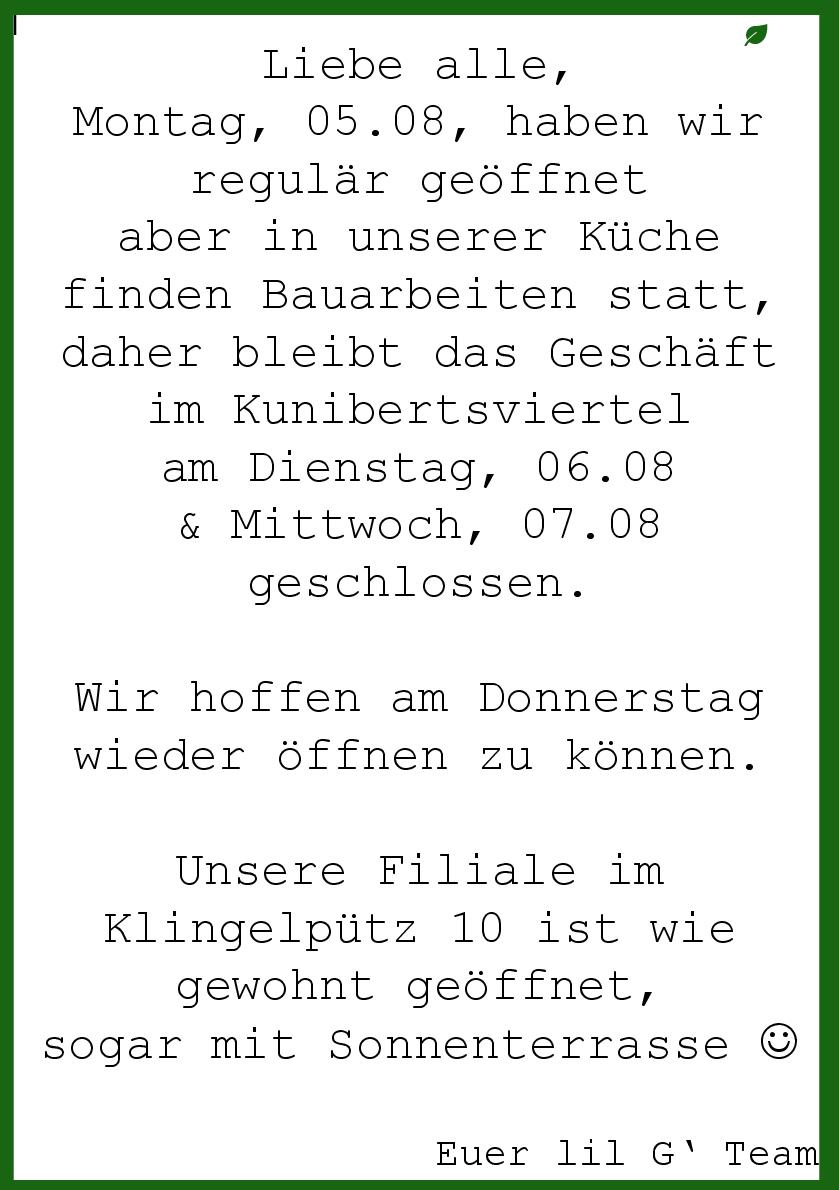 Liebe alle,
Montag, 05.08, haben wir
regulär geöffnet
aber in unserer Küche
finden Bauarbeiten statt,
daher bleibt das Geschäft
im Kunibertsviertel
am Dienstag, 06.08
& Mittwoch, 07.08
geschlossen.
Wir hoffen am Donnerstag
wieder öffnen zu können.
Unsere Filiale im
Klingelpütz 10 ist wie
gewohnt geöffnet,
sogar mit Sonnenterrasse ☺
Euer lil G‘ Team